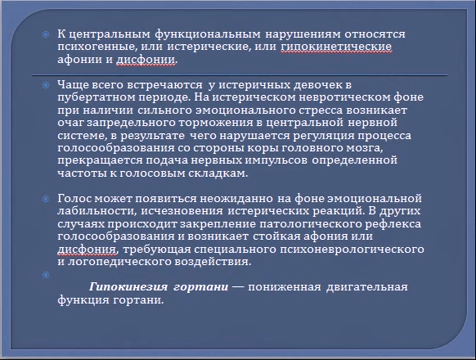 К центральным функциональным нарушениям относятся
психогенные, или истерические, или гипокинетические
афонии и дисфонии.
Чаще всего встречаются у истеричных девочек в
пубертатном периоде. На истерическом невротическом фоне
при наличии сильного эмоционального стресса возникает
очаг запредельного торможения в центральной нервной
системе, в результате чего нарушается регуляция процесса
голосообразования со стороны коры головного мозга,
прекращается подача нервных импульсов определенной
частоты к голосовым складкам.
Голос может появиться неожиданно на фоне эмоциональной
лабильности, исчезновения истерических реакций. В других
случаях происходит закрепление патологического рефлекса
голосообразования и возникает стойкая афония или
дисфония, требующая специального психоневрологического
и логопедического воздействия.
Гипокинезия гортани — пониженная двигательная
функция гортани.